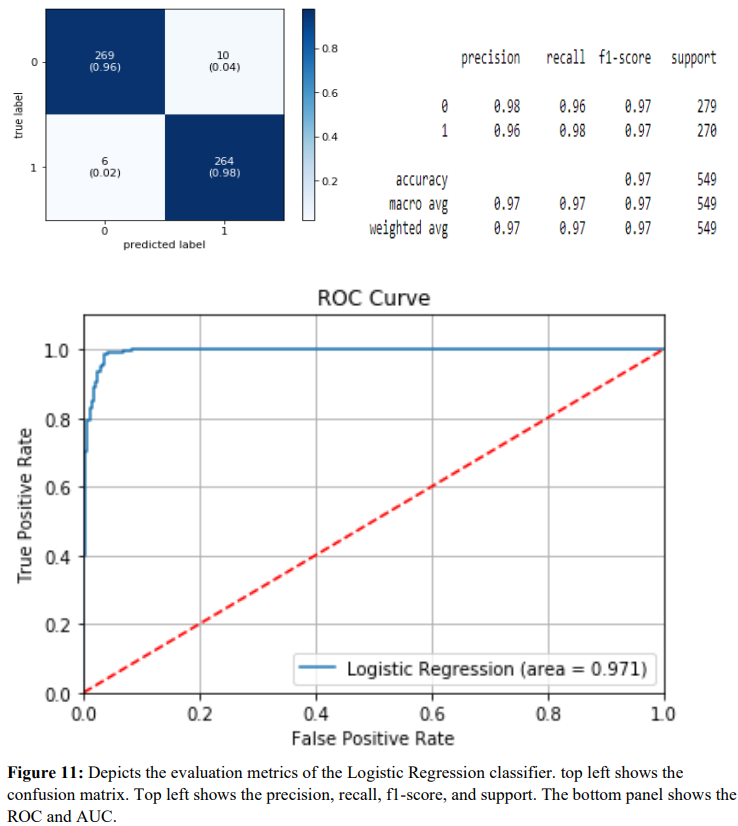 269 10
(0.96) (0.04)
6 264
(0.02) (0.98)
0
1
true label
0 1
predicted label
0.8
0.6
0.4
0.2
precision recall f1-score support
0 0.98 0.96 0.97 279
1 0.96 0.98 0.97 270
accuracy 0.97 549
macro avg 0.97 0.97 0.97 549
weighted avg 0.97 0.97 0.97 549
ROC Curve
1.0
0.8
0.6
0.4
0.2
0.0
True Positive Rate
Logistic Regression (area = 0.971)
0.0 0.2 0.4 0.6 0.8 1.0
False Positive Rate
Figure 11: Depicts the evaluation metrics of the Logistic Regression classifier. top left shows the
confusion matrix. Top left shows the precision, recall, f1-score, and support. The bottom panel shows the
ROC and AUC.